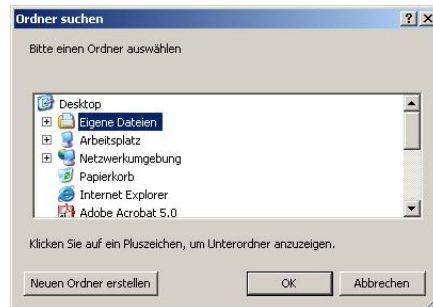 Ordner suchen
Bitte einen Ordner auswählen
Desktop
Eigene Dateien
Arbeitsplatz
Netzwerkumgebung
Papierkorb
Internet Explorer
Adobe Acrobat 5.0
Klicken Sie auf ein Pluszeichen, um Unterordner anzuzeigen.
Neuen Ordner erstellen OK Abbrechen